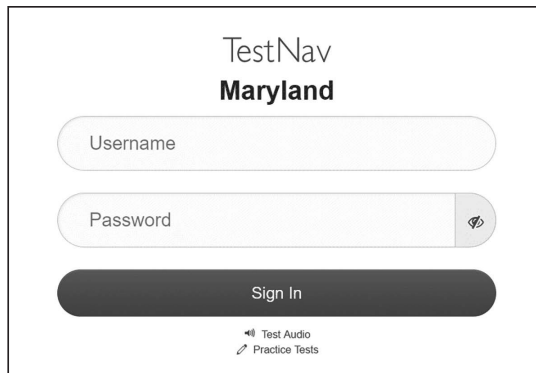 TestNav
Maryland
Username
Password
Sign In
Test Audio
Practice Tests